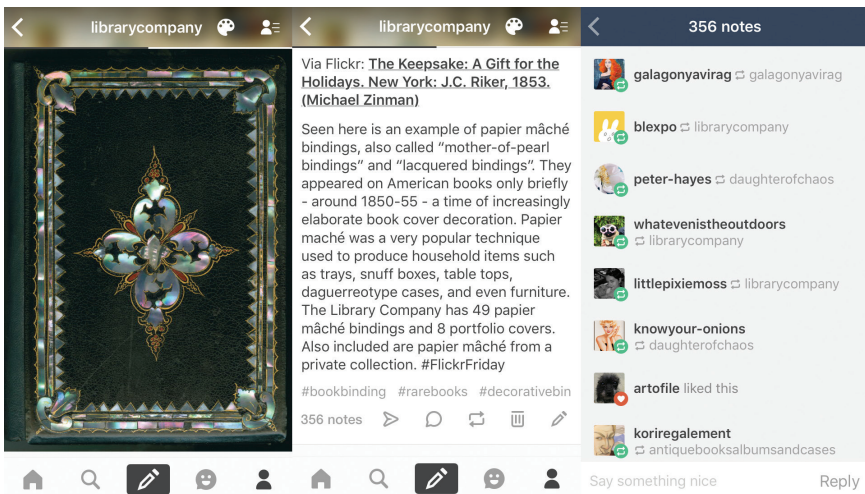 librarycompany
librarycompany
Via Flickr: The Keepsake: A Gift for the
Holidays. New York: J.C. Riker, 1853.
(Michael Zinman)
Seen here is an example of papier mâché
bindings, also called “mother-of-pearl
bindings” and “lacquered bindings”. They
appeared on American books only briefly
- around 1850-55 - a time of increasingly
elaborate book cover decoration. Papier
maché was a very popular technique
used to produce household items such
as trays, snuff boxes, table tops,
daguerreotype cases, and even furniture.
The Library Company has 49 papier
mâché bindings and 8 portfolio covers.
Also included are papier mâché from a
private collection. #FlickrFriday
#bookbinding #rarebooks #decorativebin
356 notes
356 notes
galagonyavirag galagonyavirag
blexpo librarycompany
peter-hayes daughterofchaos
whatevenistheoutdoors
librarycompany
littlepixiemoss librarycompany
knowyour-onions
daughterofchaos
artofile liked this
koriregalement
antiquebooksalbumsandcases
Say something nice Reply